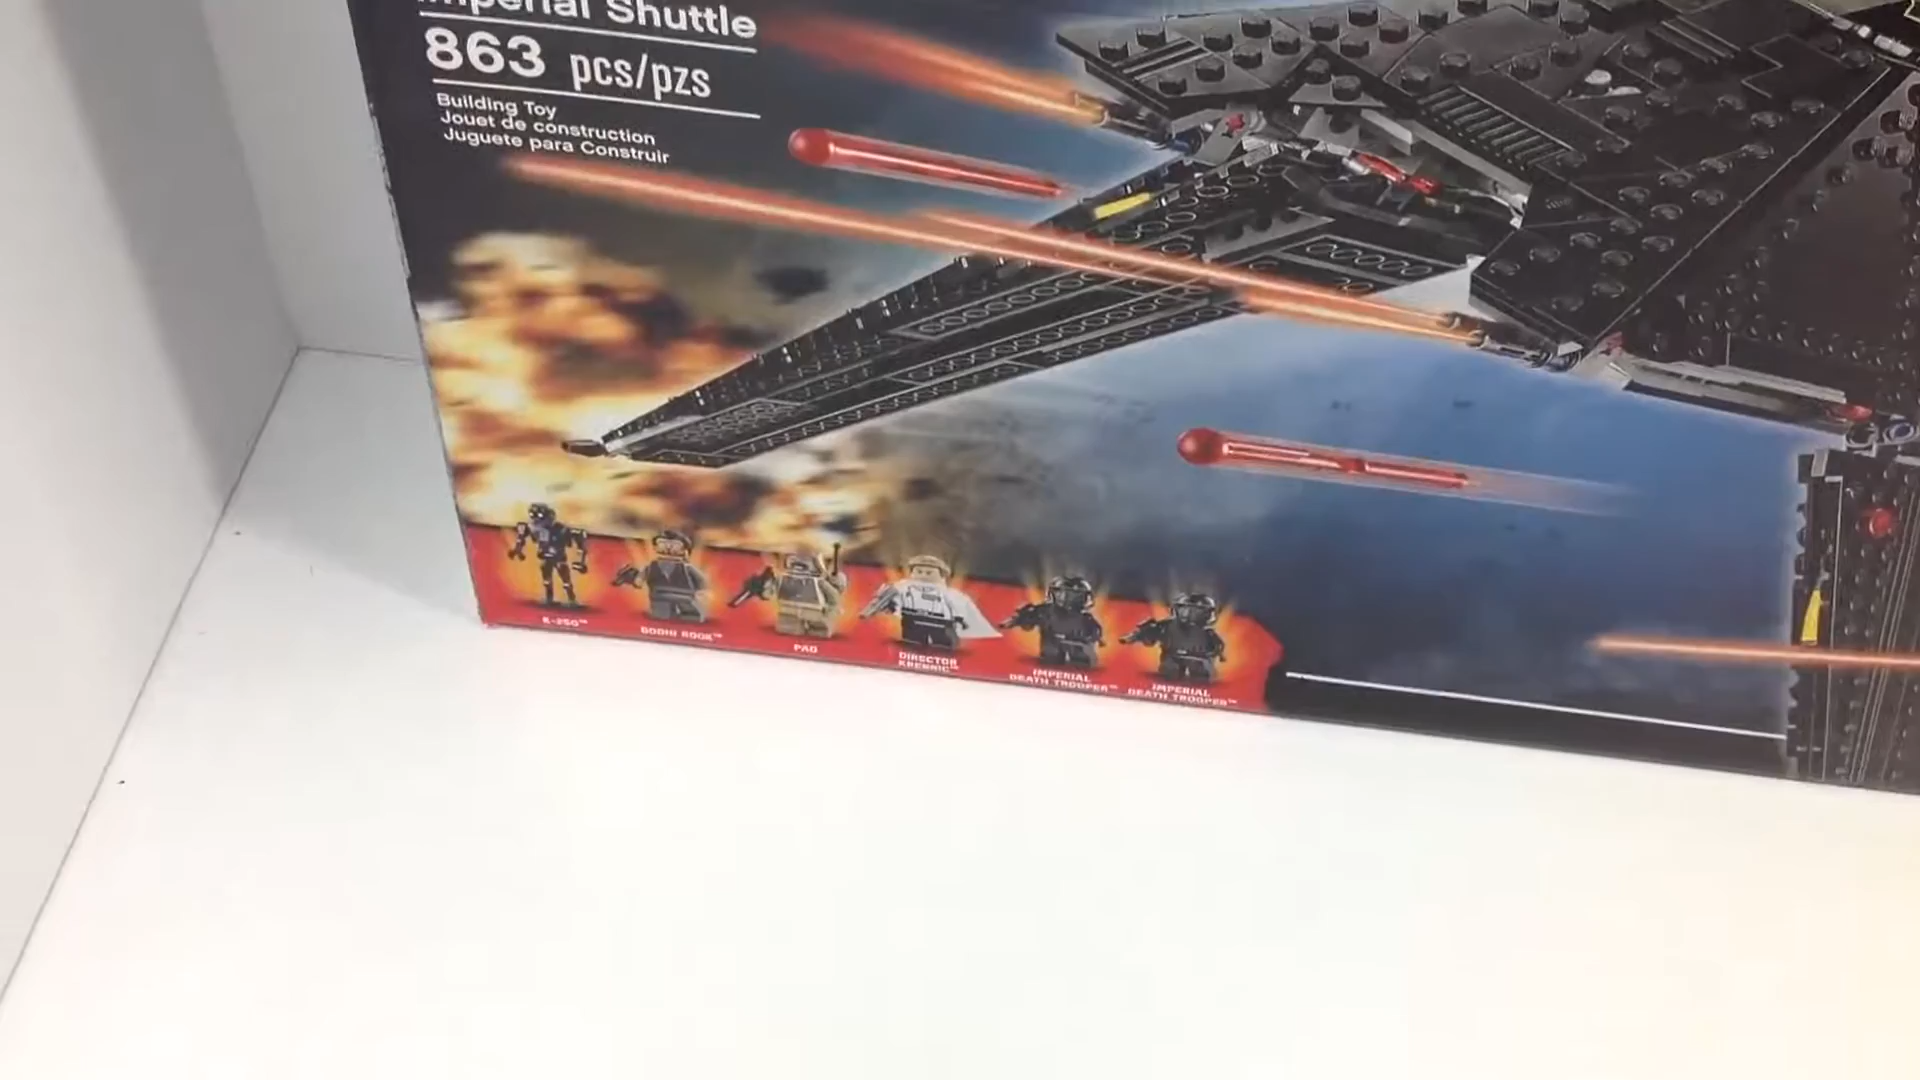 Imperial Shuttle
863 pcs/pzs
Building Toy
Jouet de construction
Juguete para Construir
K-2SO™
BODHI ROOK™
PAO
DIRECTOR
KRENNIC™
IMPERIAL
DEATH TROOPER™
IMPERIAL
DEATH TROOPER™